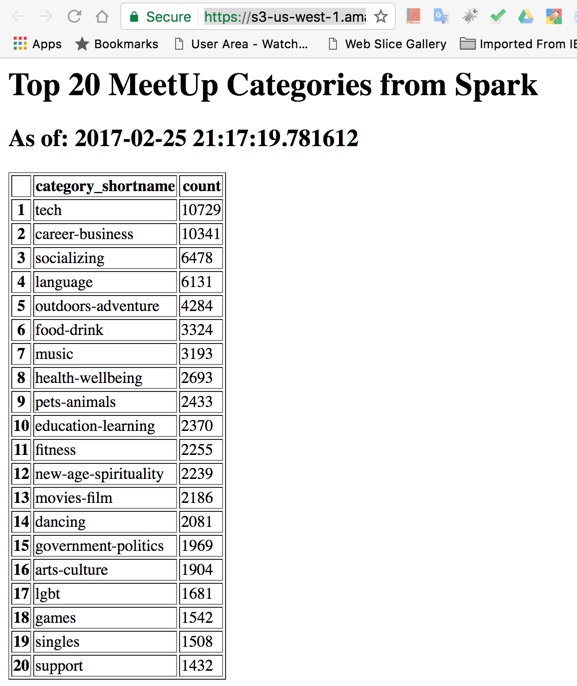 Secure https://s3-us-west-1.am
Apps Bookmarks User Area - Watch... Web Slice Gallery Imported From
Top 20 MeetUp Categories from Spark
As of: 2017-02-25 21:17:19.781612
category_shortname count
1 tech 10729
2 career-business 10341
3 socializing 6478
4 language 6131
5 outdoors-adventure 4284
6 food-drink 3324
7 music 3193
8 health-wellbeing 2693
9 pets-animals 2433
10 education-learning 2370
11 fitness 2255
12 new-age-spirituality 2239
13 movies-film 2186
14 dancing 2081
15 government-politics 1969
16 arts-culture 1904
17 lgbt 1681
18 games 1542
19 singles 1508
20 support 1432